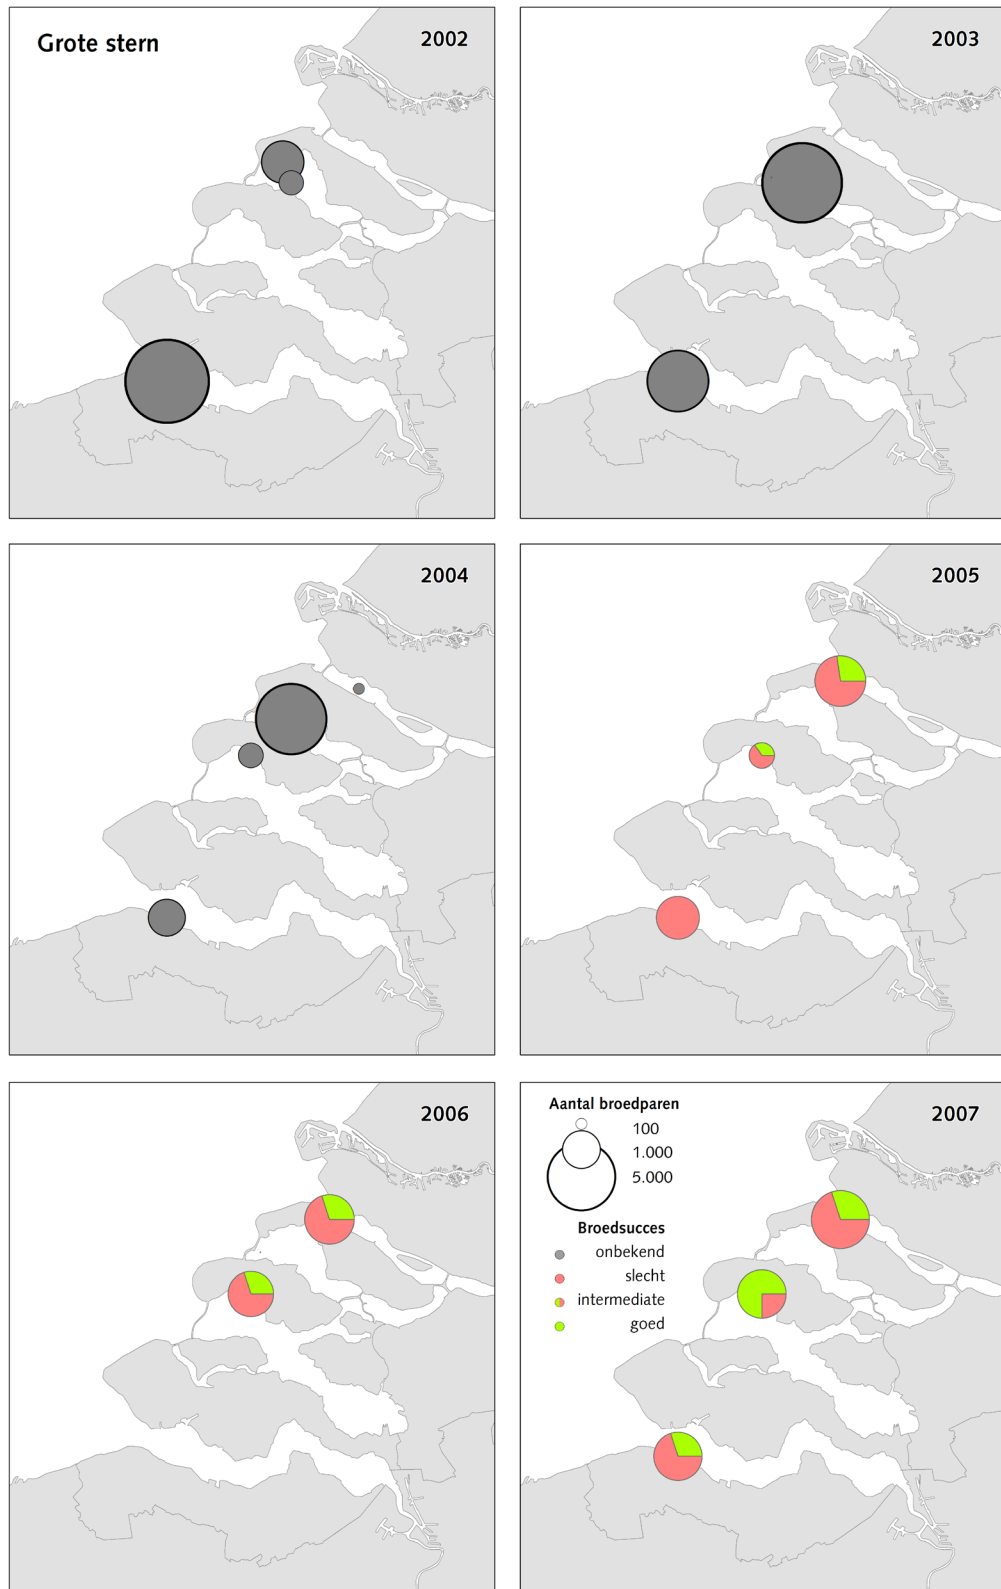 Grote stern
2002
2003
2004
2005
2006
2007
Aantal broedparen
100
1.000
5.000
Broedsucces
onbekend
slecht
intermediate
goed